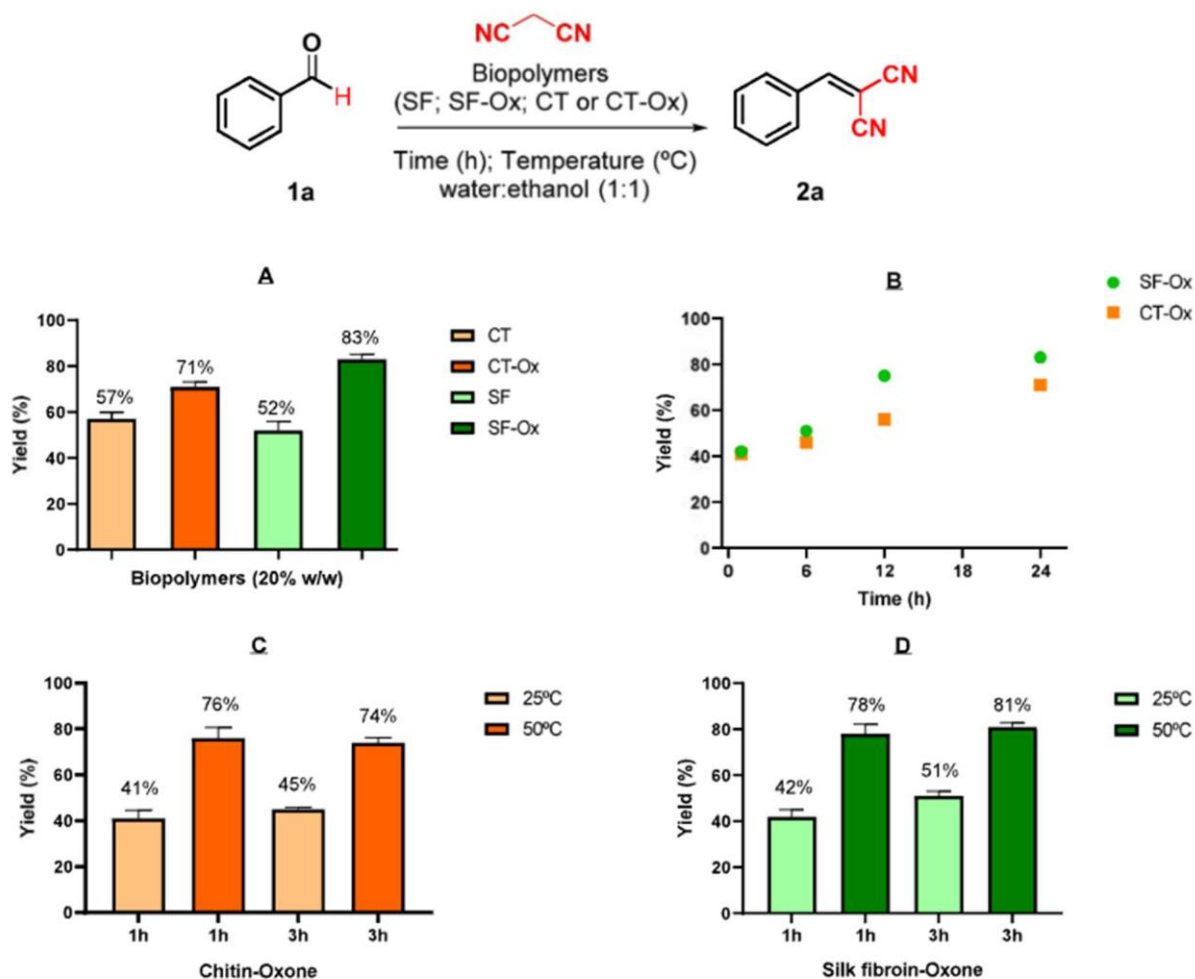 NC CN
O
H
Biopolymers
(SF; SF-Ox; CT or CT-Ox)
Time (h); Temperature (ºC)
water:ethanol (1:1)
CN
CN
1a
2a
A
Yield (%)
100
80
60
40
20
0
57%
71%
52%
83%
Biopolymers (20% w/w)
CT
CT-Ox
SF
SF-Ox
B
Yield (%)
100
80
60
40
20
0
0 6 12 18 24
Time (h)
SF-Ox
CT-Ox
C
Yield (%)
100
80
60
40
20
0
41%
76%
45%
74%
1h 1h 3h 3h
Chitin-Oxone
25ºC
50ºC
D
Yield (%)
100
80
60
40
20
0
42%
78%
51%
81%
1h 1h 3h 3h
Silk fibroin-Oxone
25ºC
50ºC